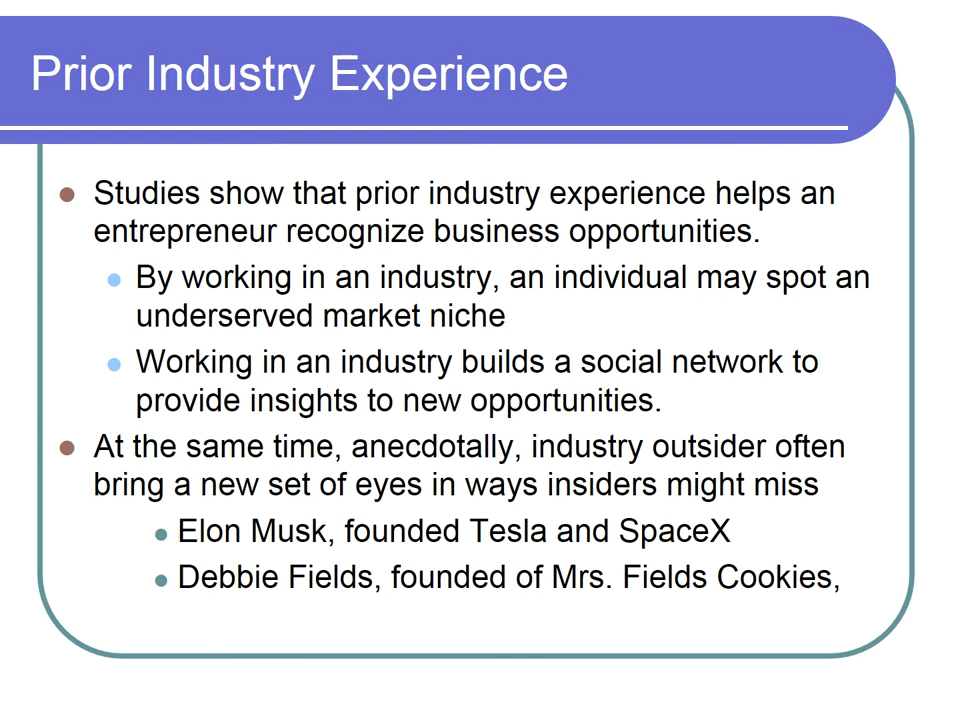 Prior Industry Experience
Studies show that prior industry experience helps an
entrepreneur recognize business opportunities.
By working in an industry, an individual may spot an
underserved market niche
Working in an industry builds a social network to
provide insights to new opportunities.
At the same time, anecdotally, industry outsider often
bring a new set of eyes in ways insiders might miss
Elon Musk, founded Tesla and SpaceX
Debbie Fields, founded of Mrs. Fields Cookies,